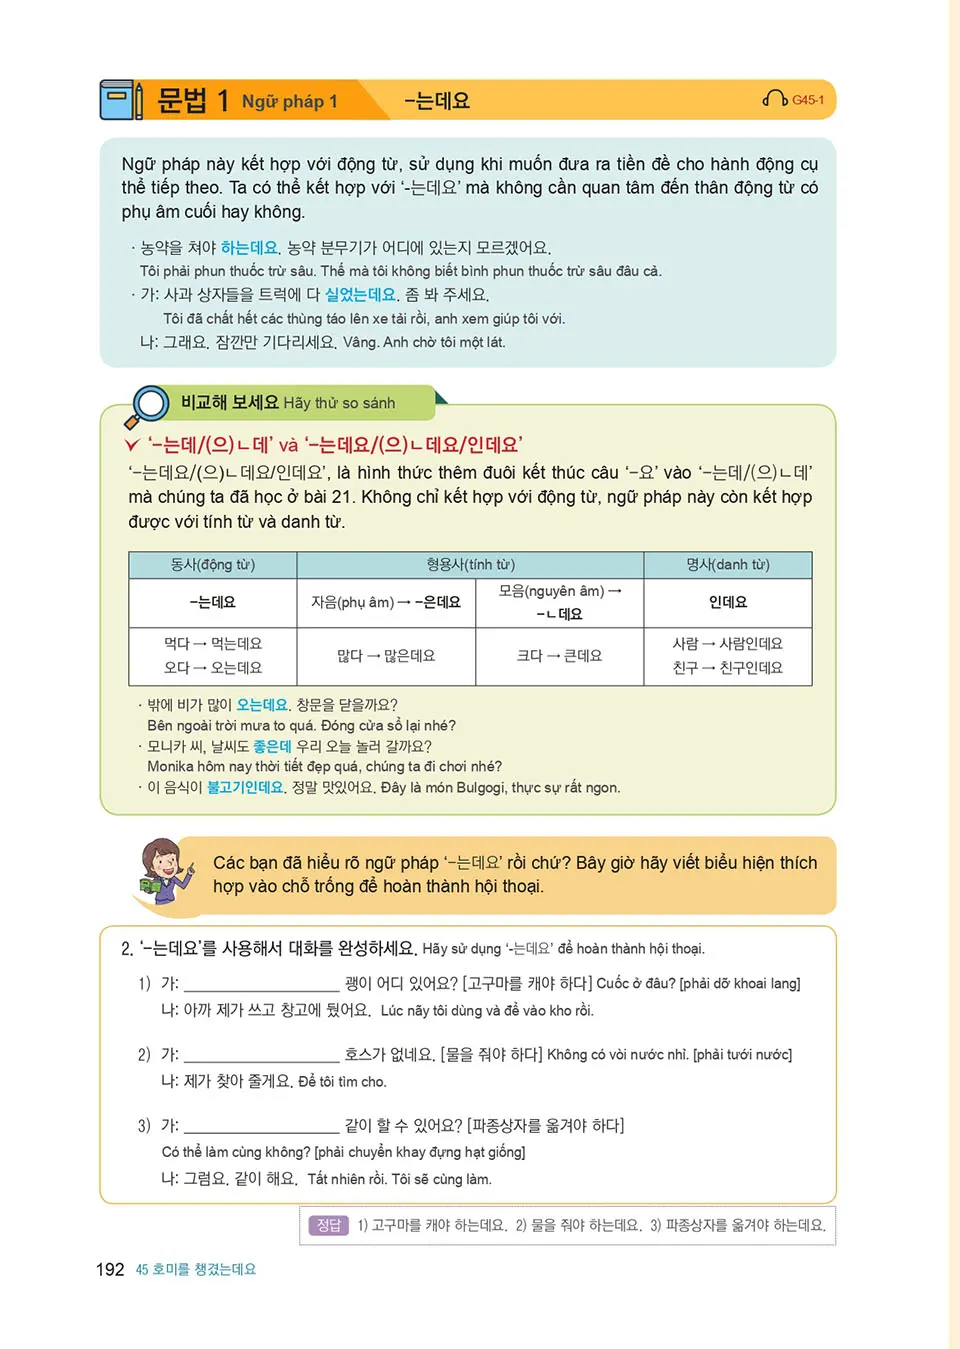 문법 1 Ngữ pháp 1 -는데요 G45-1
Ngữ pháp này kết hợp với động từ, sử dụng khi muốn đưa ra tiền đề cho hành động cụ
thể tiếp theo. Ta có thể kết hợp với ‘-는데요’ mà không cần quan tâm đến thân động từ có
phụ âm cuối hay không.
· 농약을 쳐야 하는데요. 농약 분무기가 어디에 있는지 모르겠어요.
Tôi phải phun thuốc trừ sâu. Thế mà tôi không biết bình phun thuốc trừ sâu đâu cả.
· 가: 사과 상자들을 트럭에 다 실었는데요. 좀 봐 주세요.
Tôi đã chất hết các thùng táo lên xe tải rồi, anh xem giúp tôi với.
나: 그래요. 잠깐만 기다리세요. Vâng. Anh chờ tôi một lát.
비교해 보세요 Hãy thử so sánh
‘-는데/(으)ㄴ데’ và ‘-는데요/(으)ㄴ데요/인데요’
‘-는데요/(으)ㄴ데요/인데요’, là hình thức thêm đuôi kết thúc câu ‘-요’ vào ‘-는데/(으)ㄴ데’
mà chúng ta đã học ở bài 21. Không chỉ kết hợp với động từ, ngữ pháp này còn kết hợp
được với tính từ và danh từ.
동사(động từ) 형용사(tính từ) 명사(danh từ)
-는데요 자음(phụ âm) → -은데요 모음(nguyên âm) →
-ㄴ데요 인데요
먹다 → 먹는데요
오다 → 오는데요 많다 → 많은데요 크다 → 큰데요 사람 → 사람인데요
친구 → 친구인데요
· 밖에 비가 많이 오는데요. 창문을 닫을까요?
Bên ngoài trời mưa to quá. Đóng cửa sổ lại nhé?
· 모니카 씨, 날씨도 좋은데 우리 오늘 놀러 갈까요?
Monika hôm nay thời tiết đẹp quá, chúng ta đi chơi nhé?
· 이 음식이 불고기인데요. 정말 맛있어요. Đây là món Bulgogi, thực sự rất ngon.
Các bạn đã hiểu rõ ngữ pháp ‘-는데요’ rồi chứ? Bây giờ hãy viết biểu hiện thích
hợp vào chỗ trống để hoàn thành hội thoại.
2. ‘-는데요’를 사용해서 대화를 완성하세요. Hãy sử dụng ‘-는데요’ để hoàn thành hội thoại.
1) 가: ____________________ 괭이 어디 있어요? [고구마를 캐야 하다] Cuốc ở đâu? [phải dỡ khoai lang]
나: 아까 제가 쓰고 창고에 뒀어요. Lúc nãy tôi dùng và để vào kho rồi.
2) 가: ____________________ 호스가 없네요. [물을 줘야 하다] Không có vòi nước nhỉ. [phải tưới nước]
나: 제가 찾아 줄게요. Để tôi tìm cho.
3) 가: ____________________ 같이 할 수 있어요? [파종상자를 옮겨야 하다]
Có thể làm cùng không? [phải chuyển khay đựng hạt giống]
나: 그럼요. 같이 해요. Tất nhiên rồi. Tôi sẽ cùng làm.
정답 1) 고구마를 캐야 하는데요. 2) 물을 줘야 하는데요. 3) 파종상자를 옮겨야 하는데요.
192 45 호미를 챙겼는데요